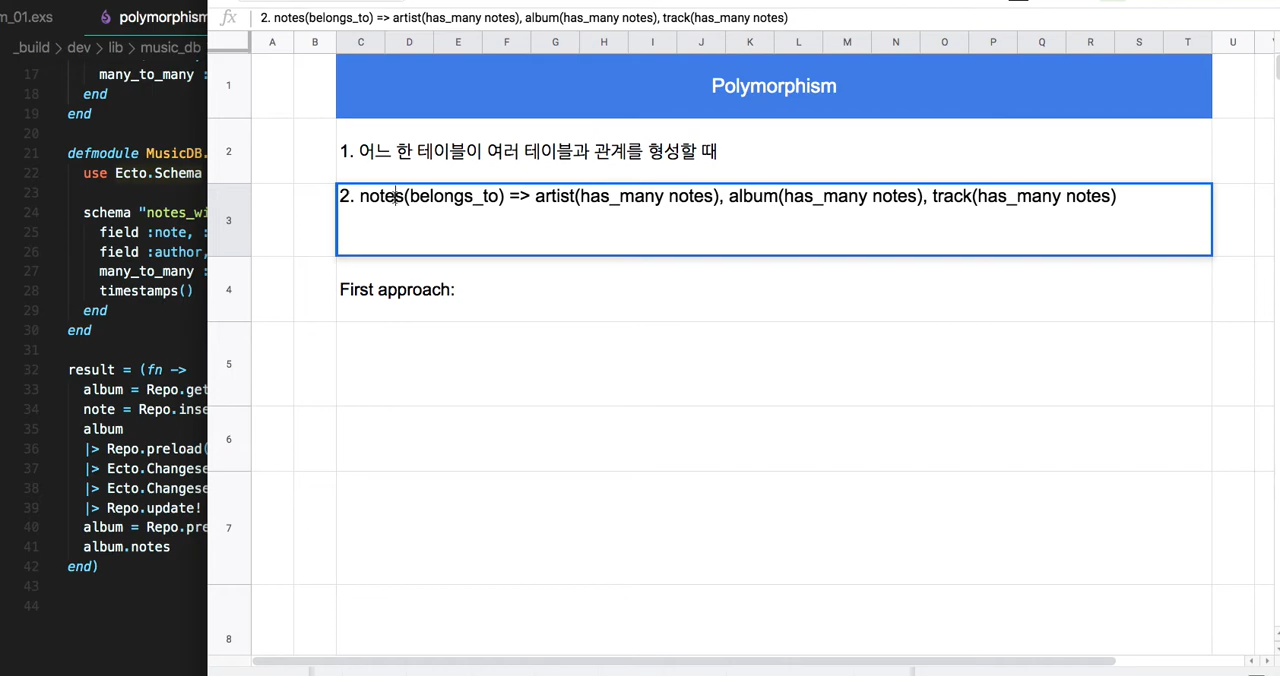 n_01.exs
polymorphism
_build > dev > lib > music_db
17 many_to_many :
18 end
19 end
20
21 defmodule MusicDB.
22 use Ecto.Schema
23
24 schema "notes_wi
25 field :note, :
26 field :author,
27 many_to_many :
28 timestamps()
29 end
30 end
31
32 result = (fn ->
33 album = Repo.get
34 note = Repo.inse
35 album
36 |> Repo.preload(
37 |> Ecto.Changese
38 |> Ecto.Changese
39 |> Repo.update!
40 album = Repo.pre
41 album.notes
42 end)
43
44
fx 2. notes(belongs_to) => artist(has_many notes), album(has_many notes), track(has_many notes)
A B C D E F G H I J K L M N O P Q R S T U
1 Polymorphism
2 1. 어느 한 테이블이 여러 테이블과 관계를 형성할 때
3 2. notes(belongs_to) => artist(has_many notes), album(has_many notes), track(has_many notes)
4 First approach:
5
6
7
8